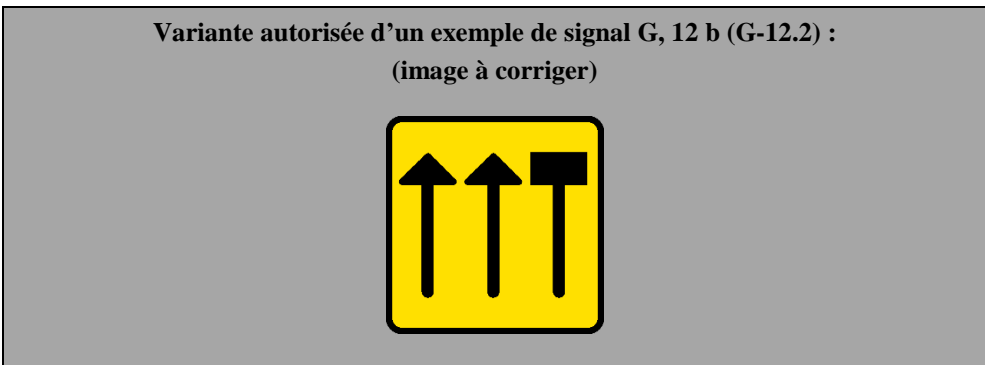 Variante autorisée d’un exemple de signal G, 12 b (G-12.2) :
(image à corriger)